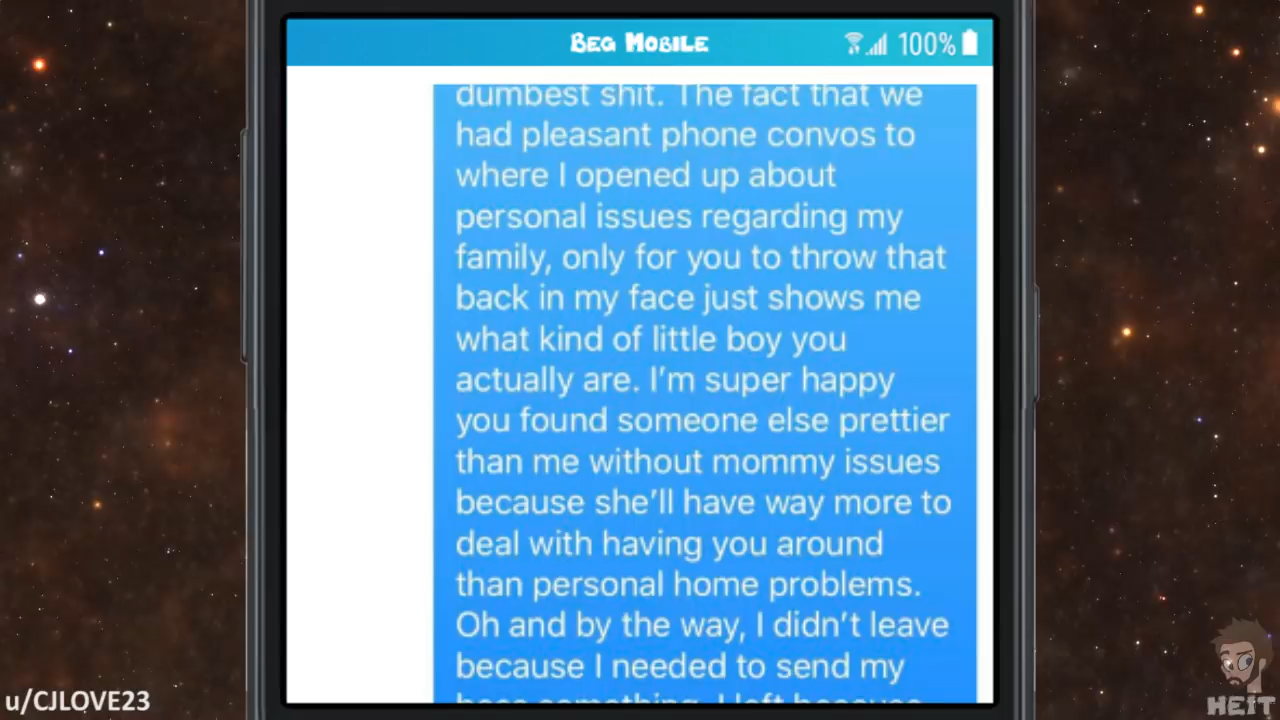 Beg Mobile
100%
dumbest shit. The fact that we
had pleasant phone convos to
where I opened up about
personal issues regarding my
family, only for you to throw that
back in my face just shows me
what kind of little boy you
actually are. I’m super happy
you found someone else prettier
than me without mommy issues
because she’ll have way more to
deal with having you around
than personal home problems.
Oh and by the way, I didn’t leave
because I needed to send my
boss something. I left because
u/CJLOVE23
HEIT